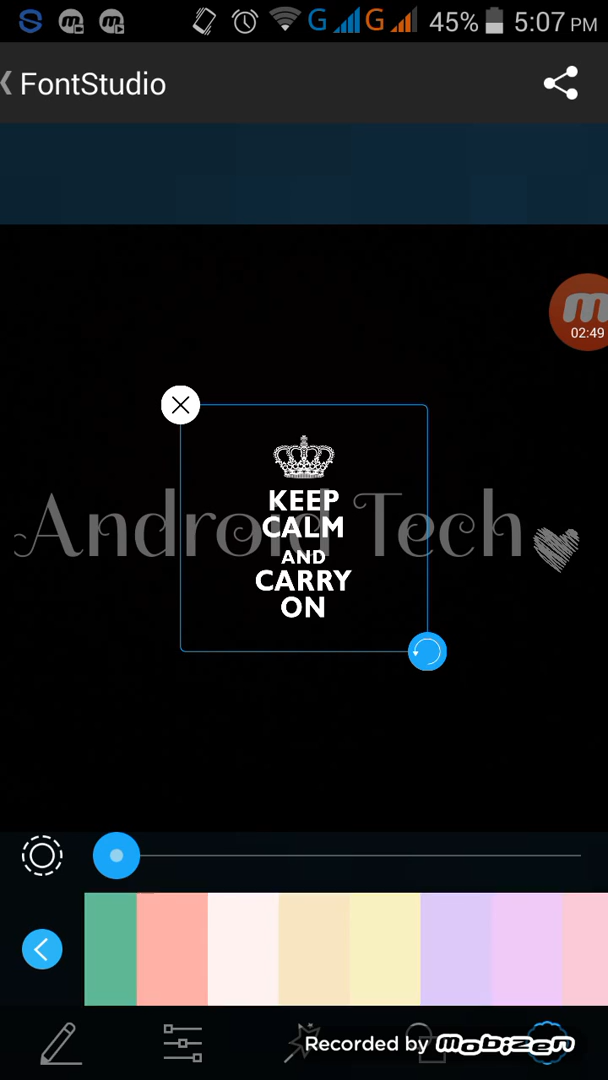 G G 45% 5:07 PM
FontStudio
02:49
KEEP
CALM
Android Tech
AND
CARRY
ON
Recorded by mobizen